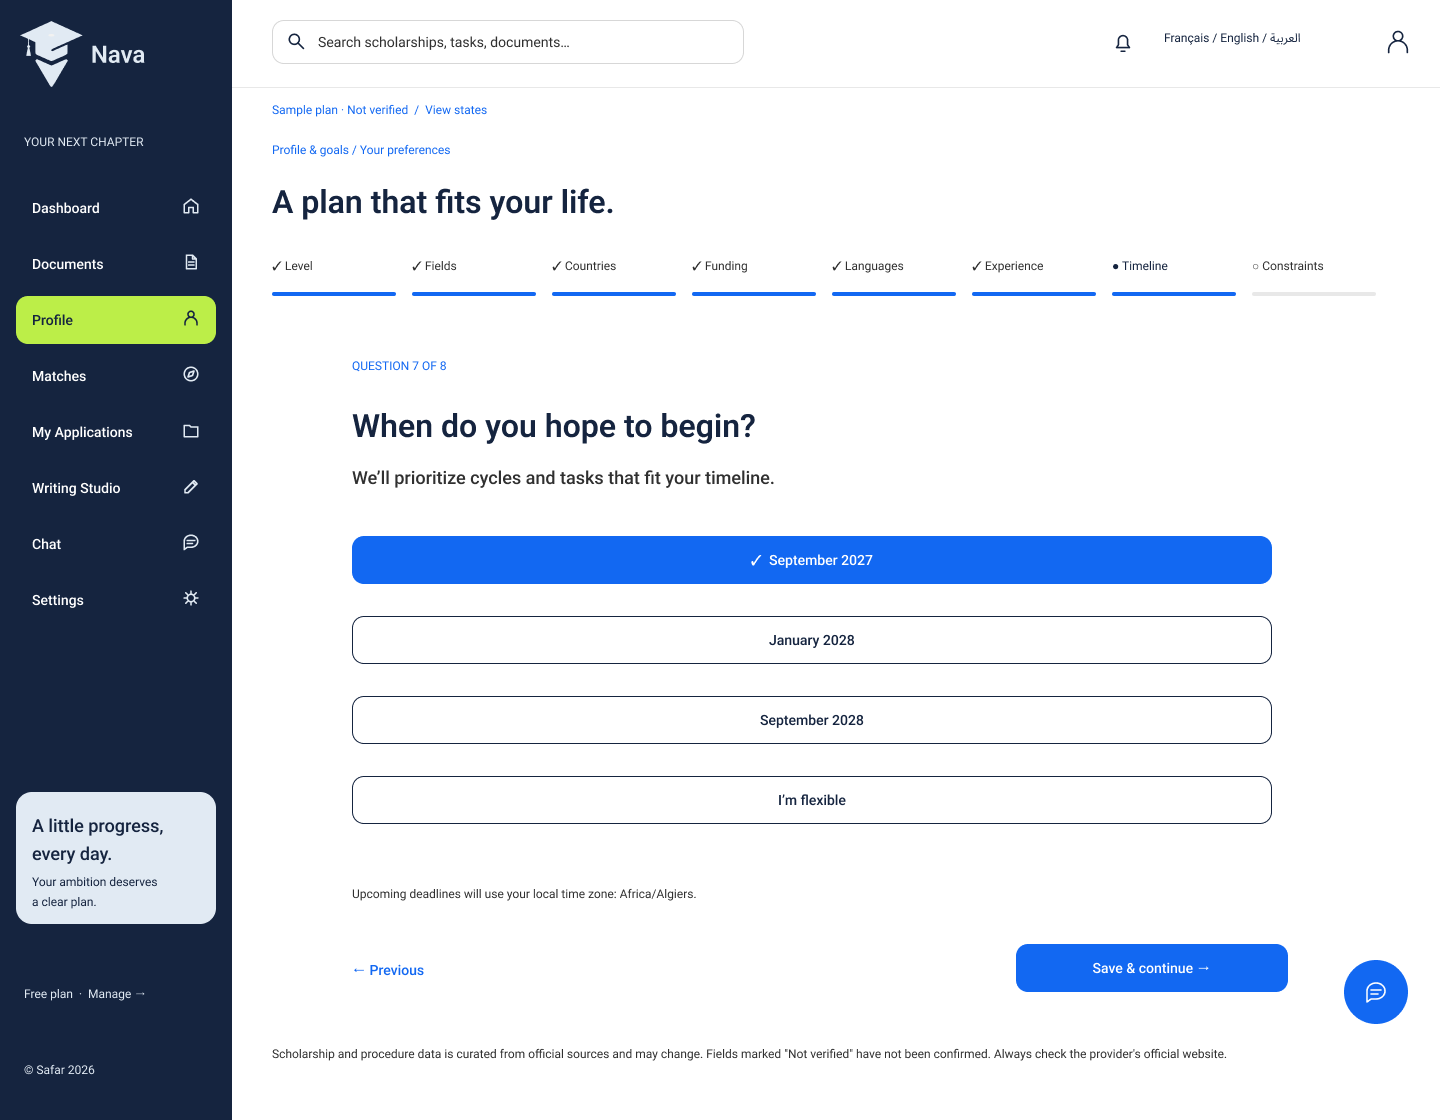 Nava
YOUR NEXT CHAPTER
Dashboard
Documents
Profile
Matches
My Applications
Writing Studio
Chat
Settings
A little progress,
every day.
Your ambition deserves
a clear plan.
Free plan · Manage →
© Safar 2026
Search scholarships, tasks, documents…
Français / English / العربية
Sample plan · Not verified / View states
Profile & goals / Your preferences
A plan that fits your life.
✓ Level
✓ Fields
✓ Countries
✓ Funding
✓ Languages
✓ Experience
● Timeline
○ Constraints
QUESTION 7 OF 8
When do you hope to begin?
We’ll prioritize cycles and tasks that fit your timeline.
✓ September 2027
January 2028
September 2028
I’m flexible
Upcoming deadlines will use your local time zone: Africa/Algiers.
← Previous
Save & continue →
Scholarship and procedure data is curated from official sources and may change. Fields marked "Not verified" have not been confirmed. Always check the provider's official website.